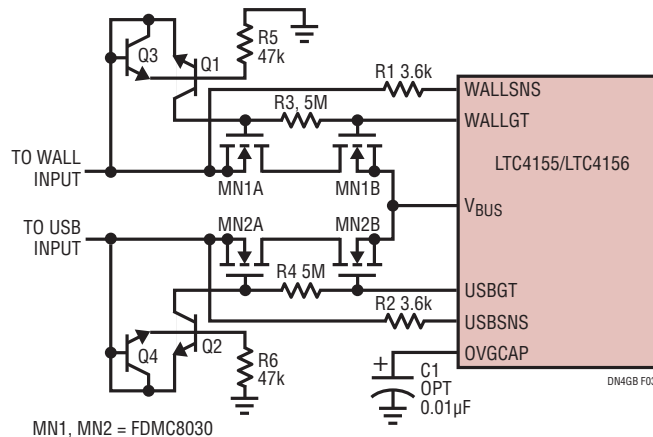 R5
47k
Q3
Q1
R1 3.6k
WALLSNS
R3, 5M
WALLGT
LTC4155/LTC4156
TO WALL
INPUT
MN1A
MN1B
VBUS
TO USB
INPUT
MN2A
MN2B
R4 5M
USBGT
R2 3.6k
USBSNS
Q4
Q2
R6
47k
OVGCAP
+
C1
OPT
0.01µF
DN4GB F03
MN1, MN2 = FDMC8030